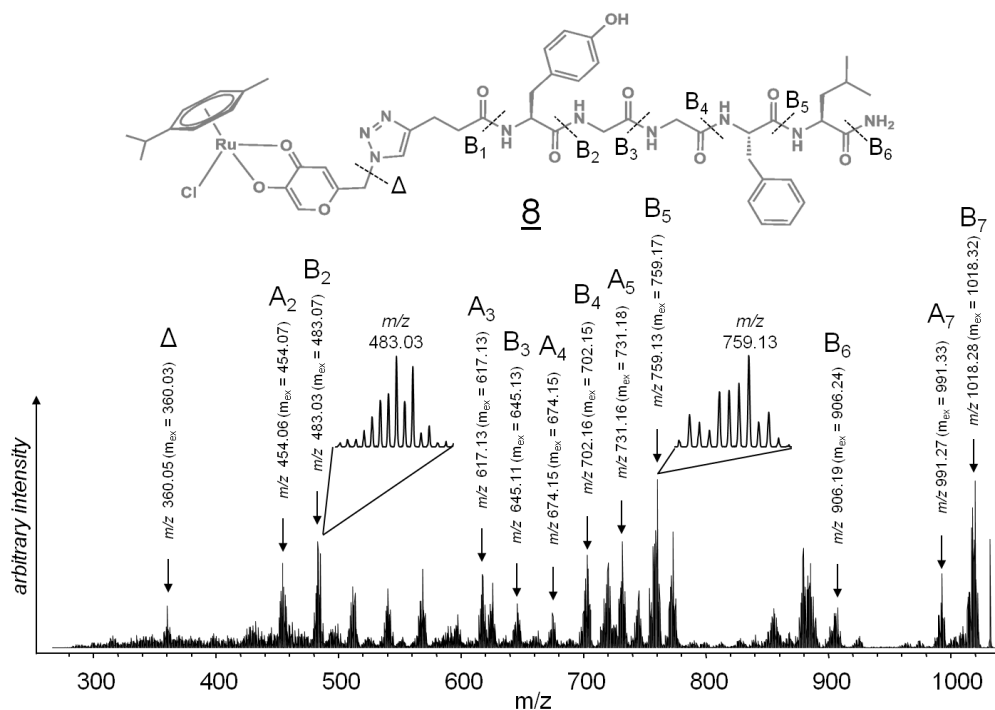 OH
O
N
N
N
O
N
H
H
N
O
O
N
H
H
N
O
O
N
H
NH₂
O
Ru
Cl
O
O
O
B₁
B₂
B₃
B₄
B₅
B₆
Δ
8
Δ
m/z 360.05 (mex = 360.03)
A₂
m/z 454.06 (mex = 454.07)
B₂
m/z 483.03 (mex = 483.07)
m/z
483.03
A₃
m/z 617.13 (mex = 617.13)
B₃
m/z 645.11 (mex = 645.13)
A₄
m/z 674.15 (mex = 674.15)
B₄
m/z 702.16 (mex = 702.15)
A₅
m/z 731.16 (mex = 731.18)
B₅
m/z 759.13 (mex = 759.17)
m/z
759.13
B₆
m/z 906.19 (mex = 906.24)
A₇
m/z 991.27 (mex = 991.33)
B₇
m/z 1018.28 (mex = 1018.32)
arbitrary intensity
300 400 500 600 700 800 900 1000
m/z